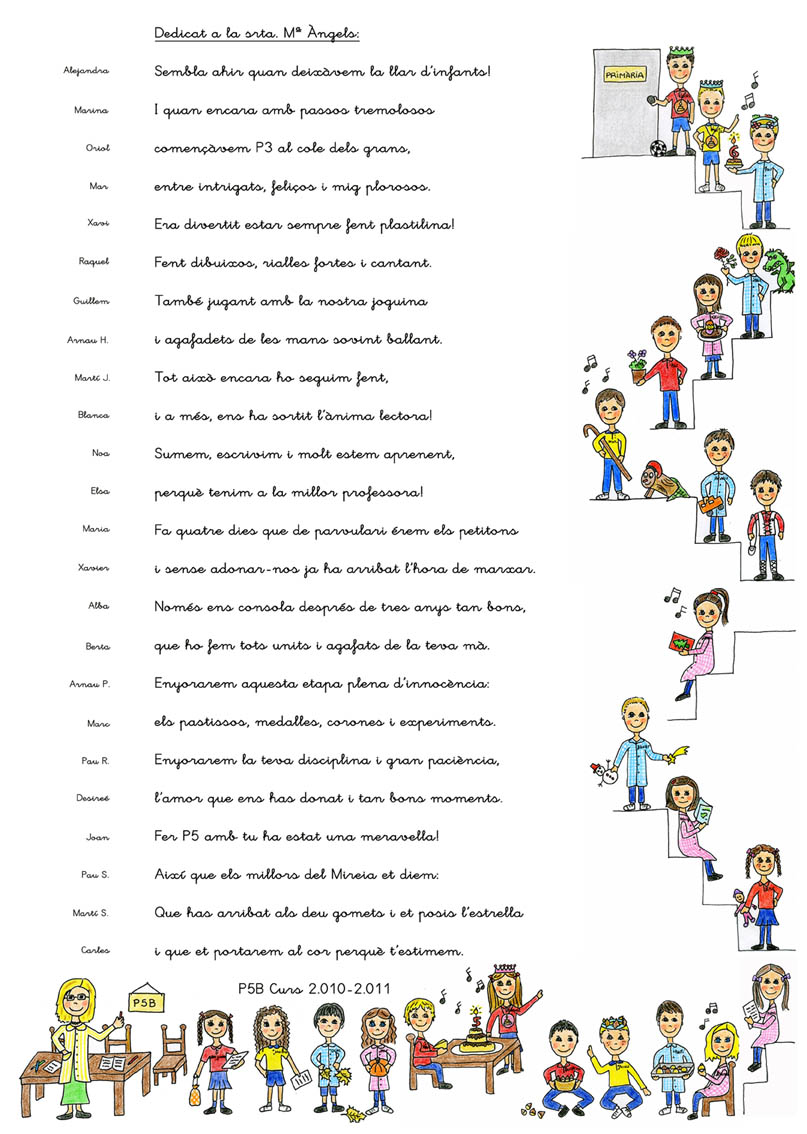 Dedicat a la srta. Mª Àngels:
Alejandra Sembla ahir quan deixàvem la llar d'infants!
Marina I quan encara amb passos tremolosos
Oriol començàvem P3 al cole dels grans,
Mar entre intrigats, feliços i mig plorosos.
Xavi Era divertit estar sempre fent plastilina!
Raquel Fent dibuixos, rialles fortes i cantant.
Guillem També jugant amb la nostra joguina
Arnau H. i agafadets de les mans sovint ballant.
Martí J. Tot això encara ho seguim fent,
Blanca i a més, ens ha sortit l'ànima lectora!
Noa Sumem, escrivim i molt estem aprenent,
Elsa perquè tenim a la millor professora!
Maria Fa quatre dies que de parvulari érem els petitons
Xavier i sense adonar-nos ja ha arribat l'hora de marxar.
Alba Només ens consola després de tres anys tan bons,
Berta que ho fem tots units i agafats de la teva mà.
Arnau P. Enyorarem aquesta etapa plena d'innocència:
Marc els pastissos, medalles, corones i experiments.
Pau R. Enyorarem la teva disciplina i gran paciència,
Desireé l'amor que ens has donat i tan bons moments.
Joan Fer P5 amb tu ha estat una meravella!
Pau S. Així que els millors del Mireia et diem:
Martí S. Que has arribat als deu gomets i et posis l'estrella
Carles i que et portarem al cor perquè t'estimem.
P5B Curs 2.010-2.011
PRIMÀRIA
6
P5B
5